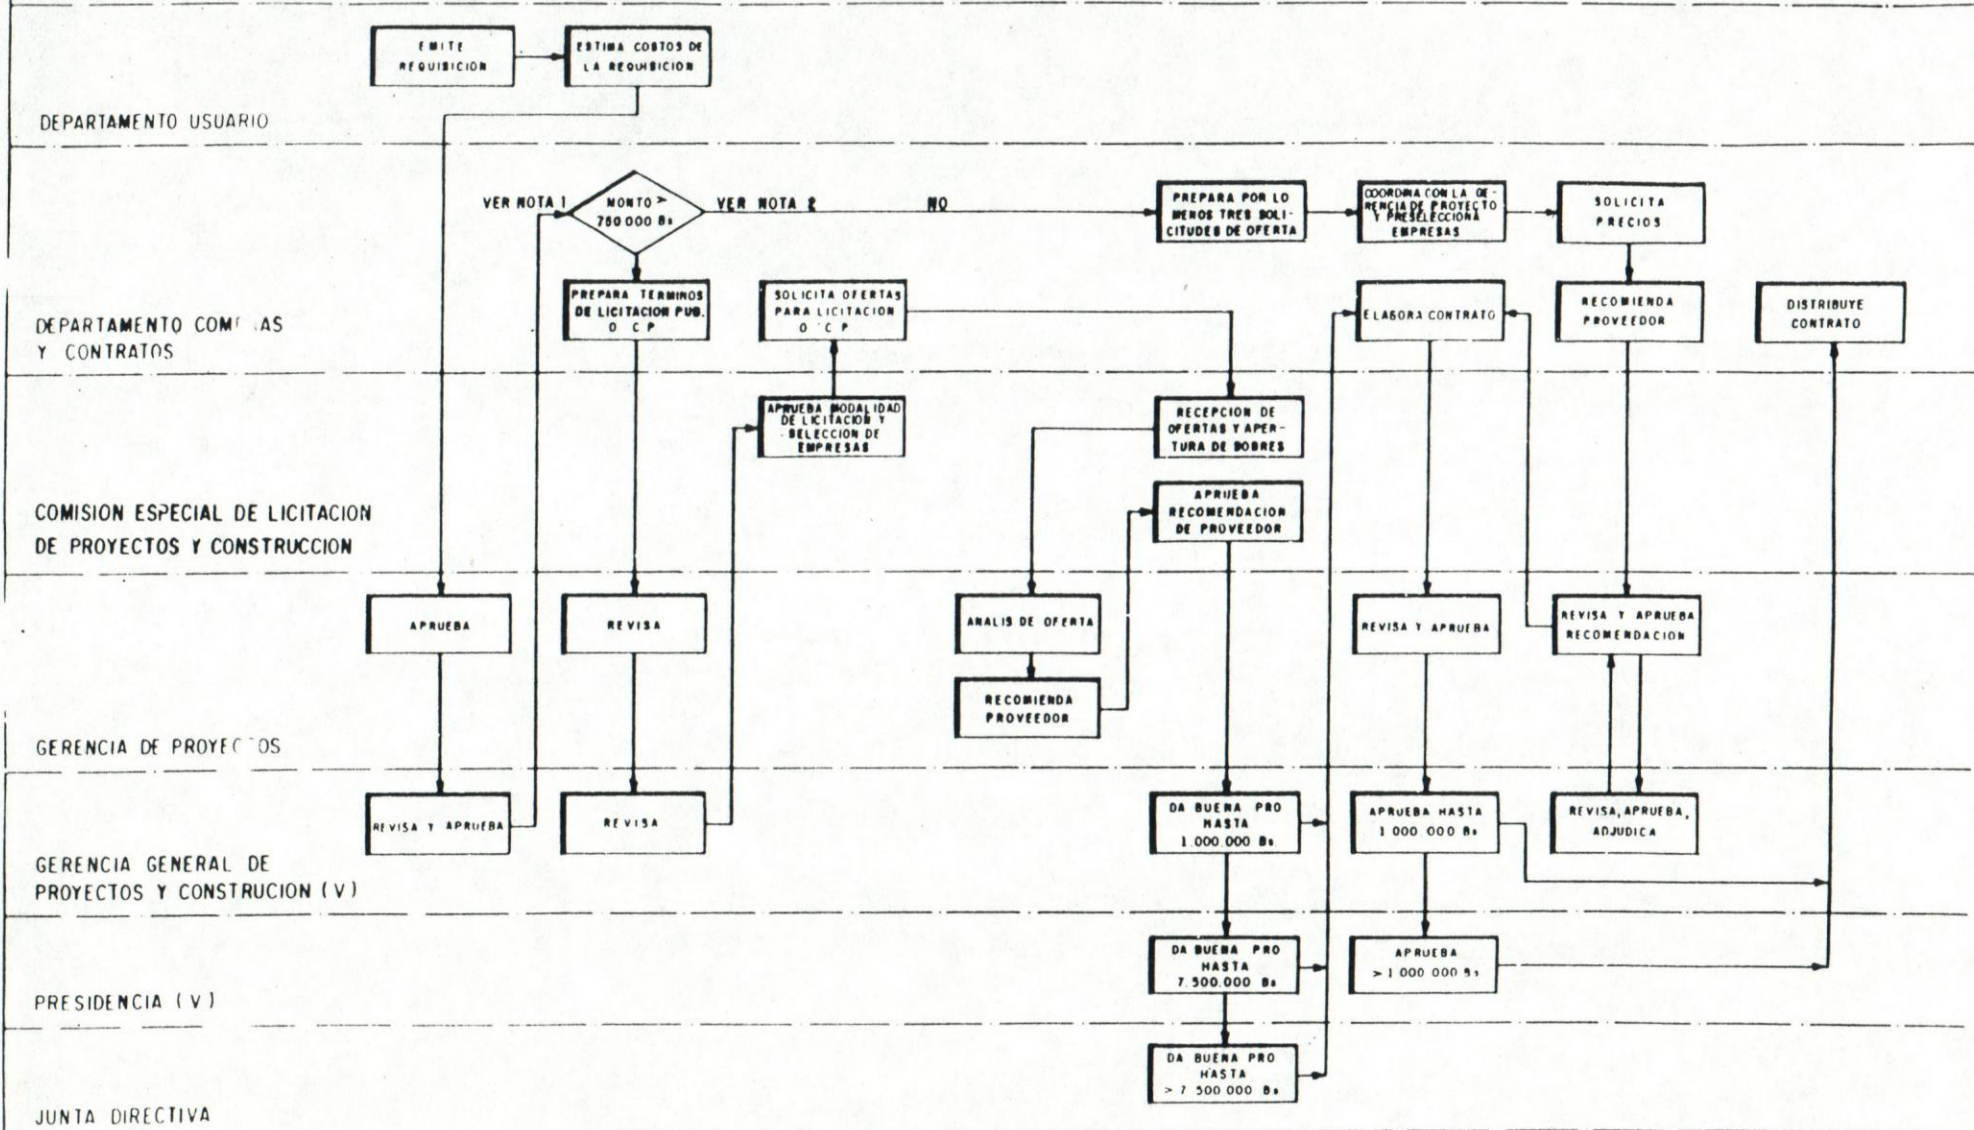 EMITE
REQUISICION
ESTIMA COSTOS DE
LA REQUISICION
DEPARTAMENTO USUARIO
VER NOTA 1
MONTO >
750 000 Bs
VER NOTA 2
NO
PREPARA POR LO
MENOS TRES SOLI-
CITUDES DE OFERTA
COORDINA CON LA GE-
RENCIA DE PROYECTO
Y PRESELECCIONA
EMPRESAS
SOLICITA
PRECIOS
PREPARA TERMINOS
DE LICITACION PUB.
O C P
SOLICITA OFERTAS
PARA LICITACION
O C P
ELABORA CONTRATO
RECOMIENDA
PROVEEDOR
DISTRIBUYE
CONTRATO
DEPARTAMENTO COMPRAS
Y CONTRATOS
APRUEBA MODALIDAD
DE LICITACION Y
SELECCION DE
EMPRESAS
RECEPCION DE
OFERTAS Y APER-
TURA DE SOBRES
APRUEBA
RECOMENDACION
DE PROVEEDOR
COMISION ESPECIAL DE LICITACION
DE PROYECTOS Y CONSTRUCCION
APRUEBA
REVISA
ANALIS DE OFERTA
REVISA Y APRUEBA
REVISA Y APRUEBA
RECOMENDACION
RECOMIENDA
PROVEEDOR
GERENCIA DE PROYECTOS
REVISA Y APRUEBA
REVISA
DA BUENA PRO
HASTA
1.000.000 Bs.
APRUEBA HASTA
1 000 000 Bs
REVISA, APRUEBA,
ADJUDICA
GERENCIA GENERAL DE
PROYECTOS Y CONSTRUCION (V)
DA BUENA PRO
HASTA
7.500.000 Bs
APRUEBA
> 1 000 000 Bs
PRESIDENCIA (V)
DA BUENA PRO
HASTA
> 7 500 000 Bs
JUNTA DIRECTIVA